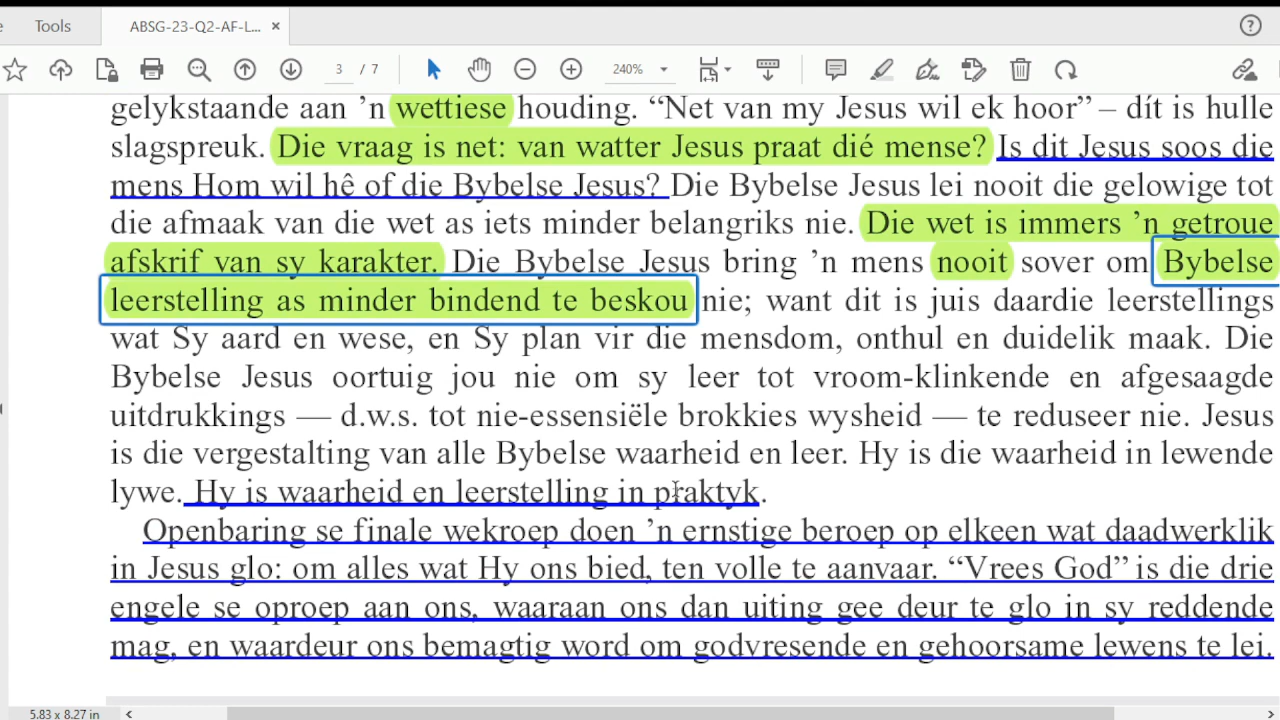 e Tools ABSG-23-Q2-AF-L... ×
3 / 7 240%
gelykstaande aan ’n wettiese houding. “Net van my Jesus wil ek hoor” – dít is hulle
slagspreuk. Die vraag is net: van watter Jesus praat dié mense? Is dit Jesus soos die
mens Hom wil hê of die Bybelse Jesus? Die Bybelse Jesus lei nooit die gelowige tot
die afmaak van die wet as iets minder belangriks nie. Die wet is immers ’n getroue
afskrif van sy karakter. Die Bybelse Jesus bring ’n mens nooit sover om Bybelse
leerstelling as minder bindend te beskou nie; want dit is juis daardie leerstellings
wat Sy aard en wese, en Sy plan vir die mensdom, onthul en duidelik maak. Die
Bybelse Jesus oortuig jou nie om sy leer tot vroom-klinkende en afgesaagde
uitdrukkings — d.w.s. tot nie-essensiële brokkies wysheid — te reduseer nie. Jesus
is die vergestalting van alle Bybelse waarheid en leer. Hy is die waarheid in lewende
lywe. Hy is waarheid en leerstelling in praktyk.
Openbaring se finale wekroep doen ’n ernstige beroep op elkeen wat daadwerklik
in Jesus glo: om alles wat Hy ons bied, ten volle te aanvaar. “Vrees God” is die drie
engele se oproep aan ons, waaraan ons dan uiting gee deur te glo in sy reddende
mag, en waardeur ons bemagtig word om godvresende en gehoorsame lewens te lei.
5.83 x 8.27 in